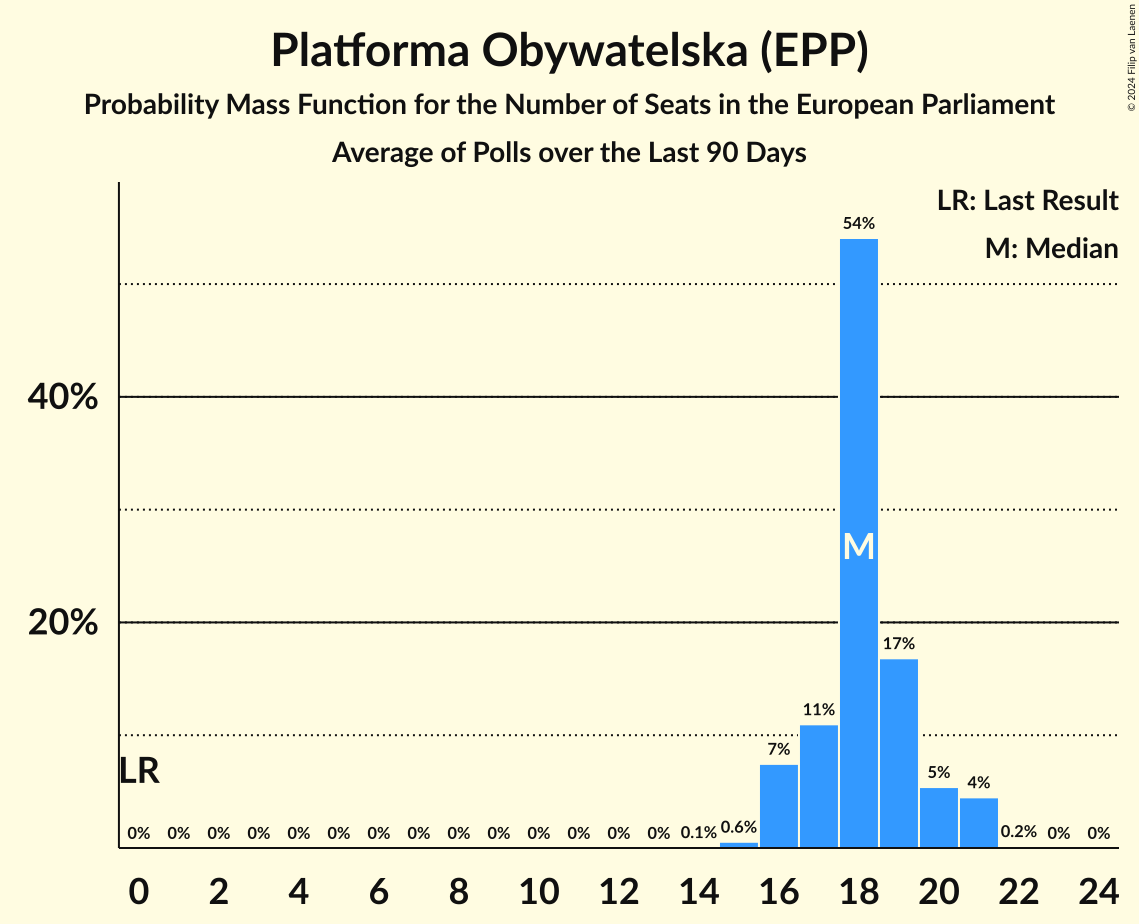 Platforma Obywatelska (EPP)
Probability Mass Function for the Number of Seats in the European Parliament
Average of Polls over the Last 90 Days
© 2024 Filip van Laenen
LR: Last Result
M: Median
54%
40%
M
20%
17%
11%
7%
5%
4%
LR
0% 0% 0% 0% 0% 0% 0% 0% 0% 0% 0% 0% 0% 0% 0.1% 0.6% 0.2% 0% 0%
0 2 4 6 8 10 12 14 16 18 20 22 24